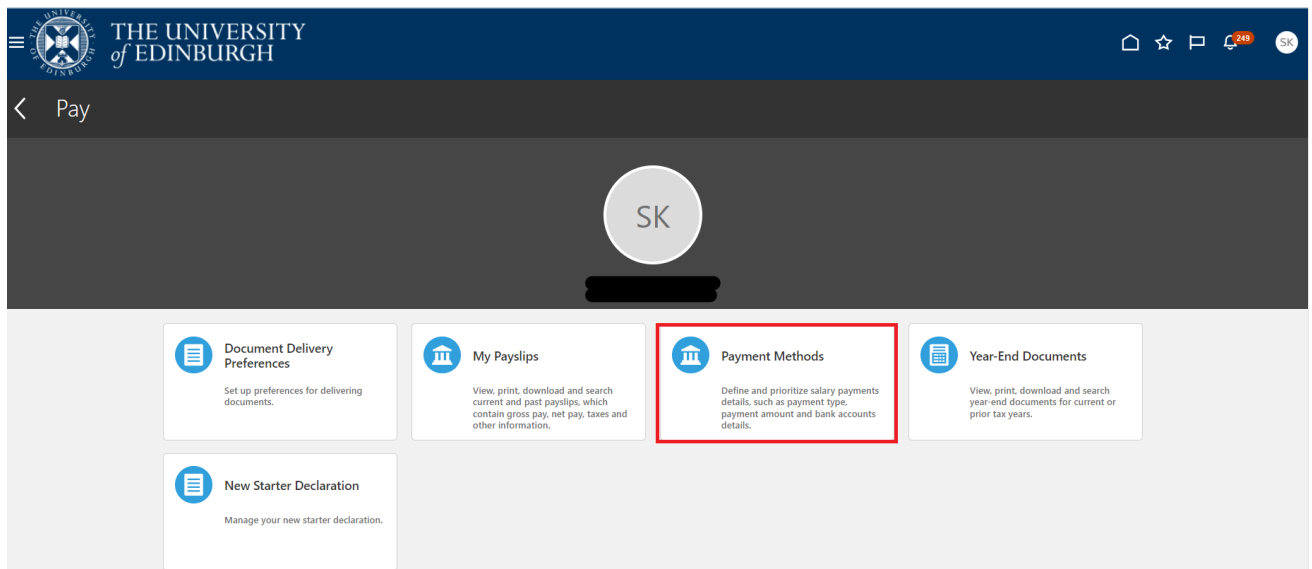 THE UNIVERSITY
of EDINBURGH
249
SK
Pay
SK
Document Delivery
Preferences
Set up preferences for delivering
documents.
My Payslips
View, print, download and search
current and past payslips, which
contain gross pay, net pay, taxes and
other information.
Payment Methods
Define and prioritize salary payments
details, such as payment type,
payment amount and bank accounts
details.
Year-End Documents
View, print, download and search
year-end documents for current or
prior tax years.
New Starter Declaration
Manage your new starter declaration.